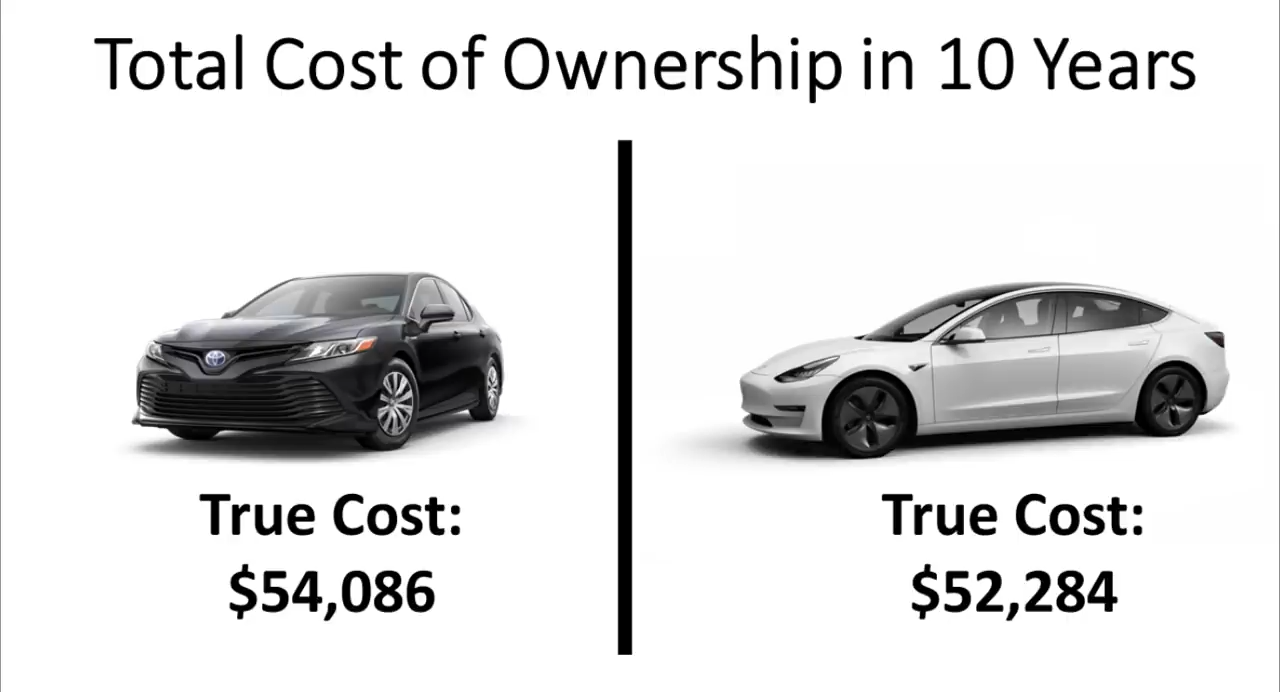 Total Cost of Ownership in 10 Years
True Cost:
$54,086
True Cost:
$52,284